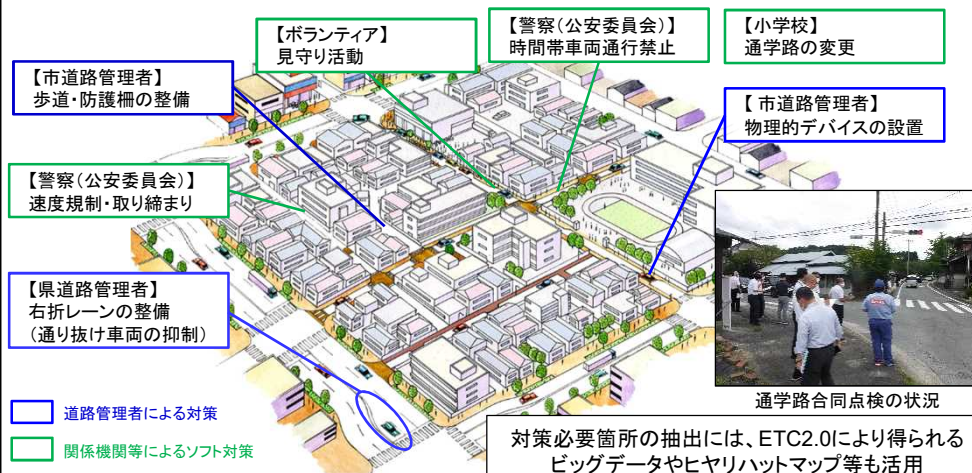 【ボランティア】
見守り活動
【警察(公安委員会)】
時間帯車両通行禁止
【小学校】
通学路の変更
【市道路管理者】
歩道・防護柵の整備
【 市道路管理者】
物理的デバイスの設置
【警察(公安委員会)】
速度規制・取り締まり
【県道路管理者】
右折レーンの整備
(通り抜け車両の抑制)
通学路合同点検の状況
道路管理者による対策
関係機関等によるソフト対策
対策必要箇所の抽出には、ETC2.0により得られる
ビッグデータやヒヤリハットマップ等も活用